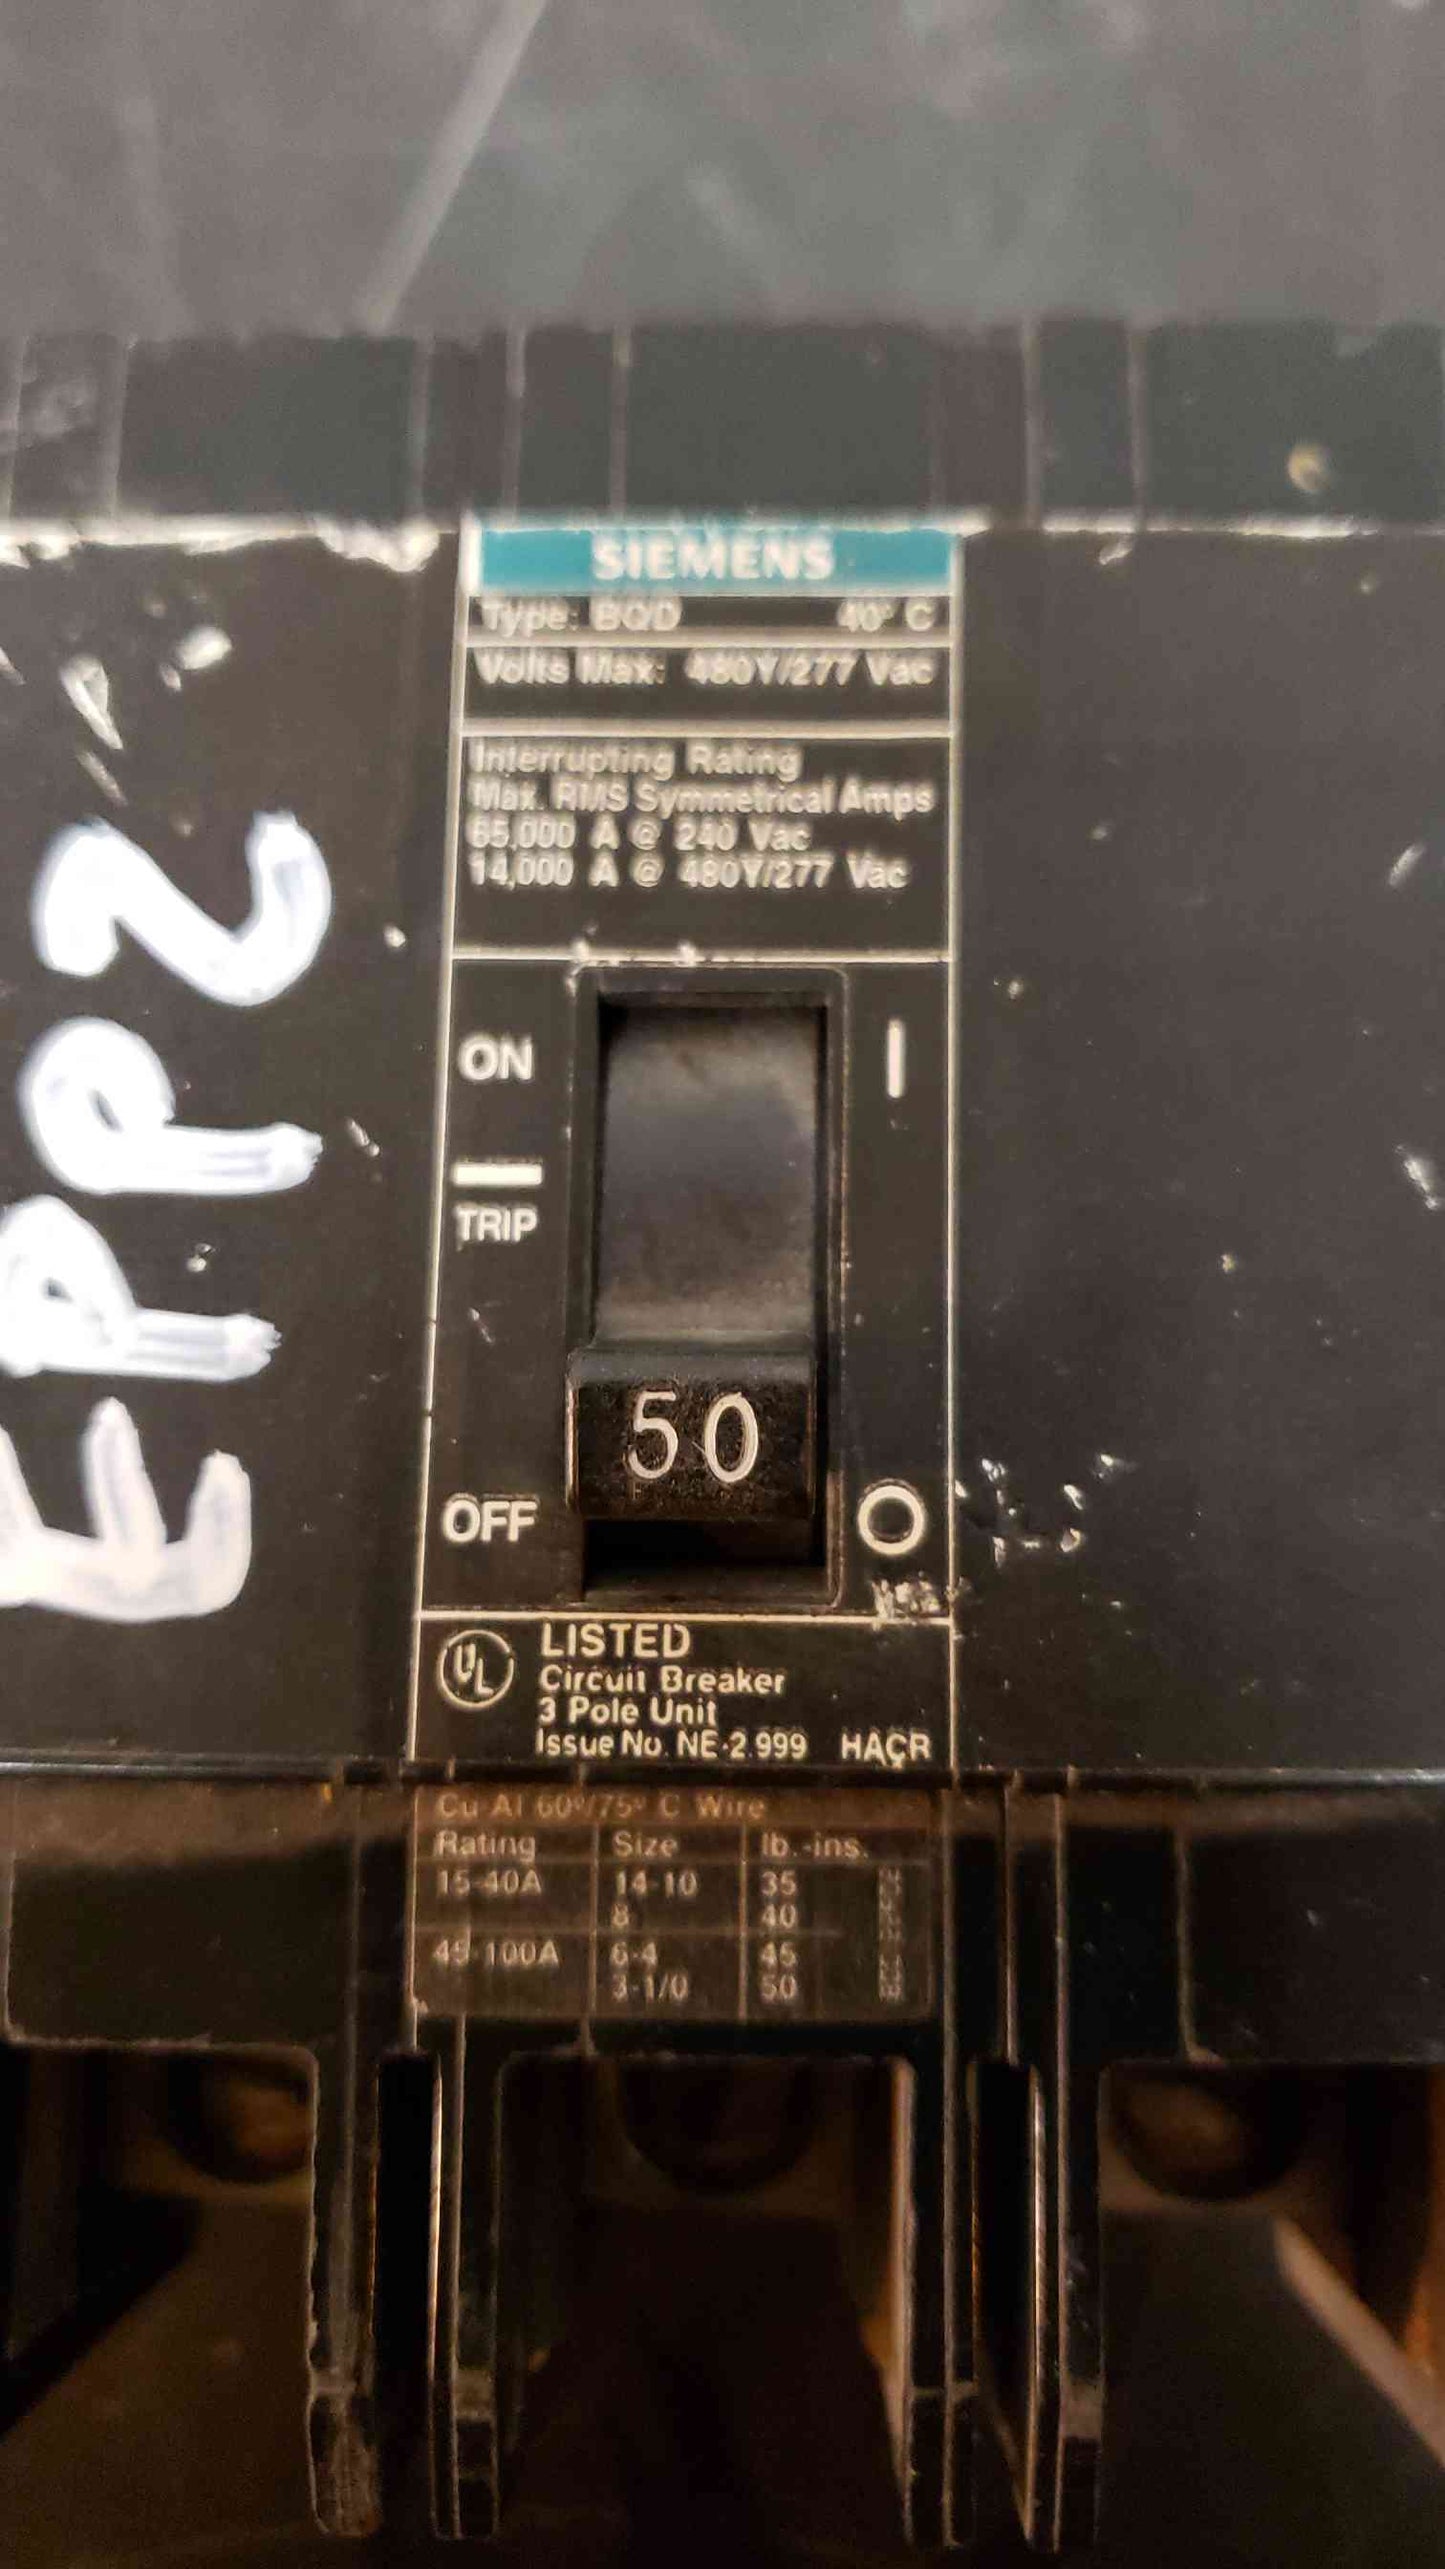 SIEMENS
Type: BQD 40° C
Volts Max: 480Y/277 Vac
Interrupting Rating
Max. RMS Symmetrical Amps
65,000 A @ 240 Vac
14,000 A @ 480Y/277 Vac
ON
TRIP
50
OFF
UL LISTED
Circuit Breaker
3 Pole Unit
Issue No. NE-2.999 HACR
Cu Al 60°/75° C Wire
Rating Size lb.-ins.
15-40A 14-10 35
8 40
45-100A 6-4 45
3-1/0 50